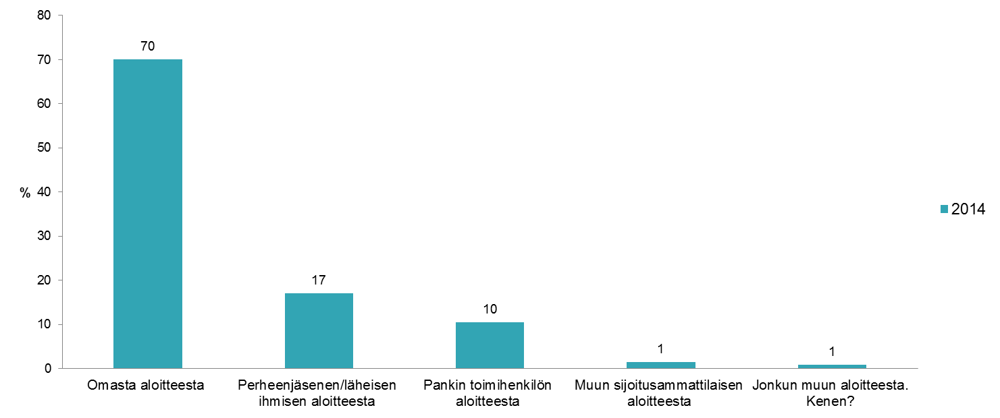 80
70
60
50
40
30
20
10
0
%
70
17
10
1
1
Omasta aloitteesta
Perheenjäsenen/läheisen
ihmisen aloitteesta
Pankin toimihenkilön
aloitteesta
Muun sijoitusammattilaisen
aloitteesta
Jonkun muun aloitteesta.
Kenen?
2014